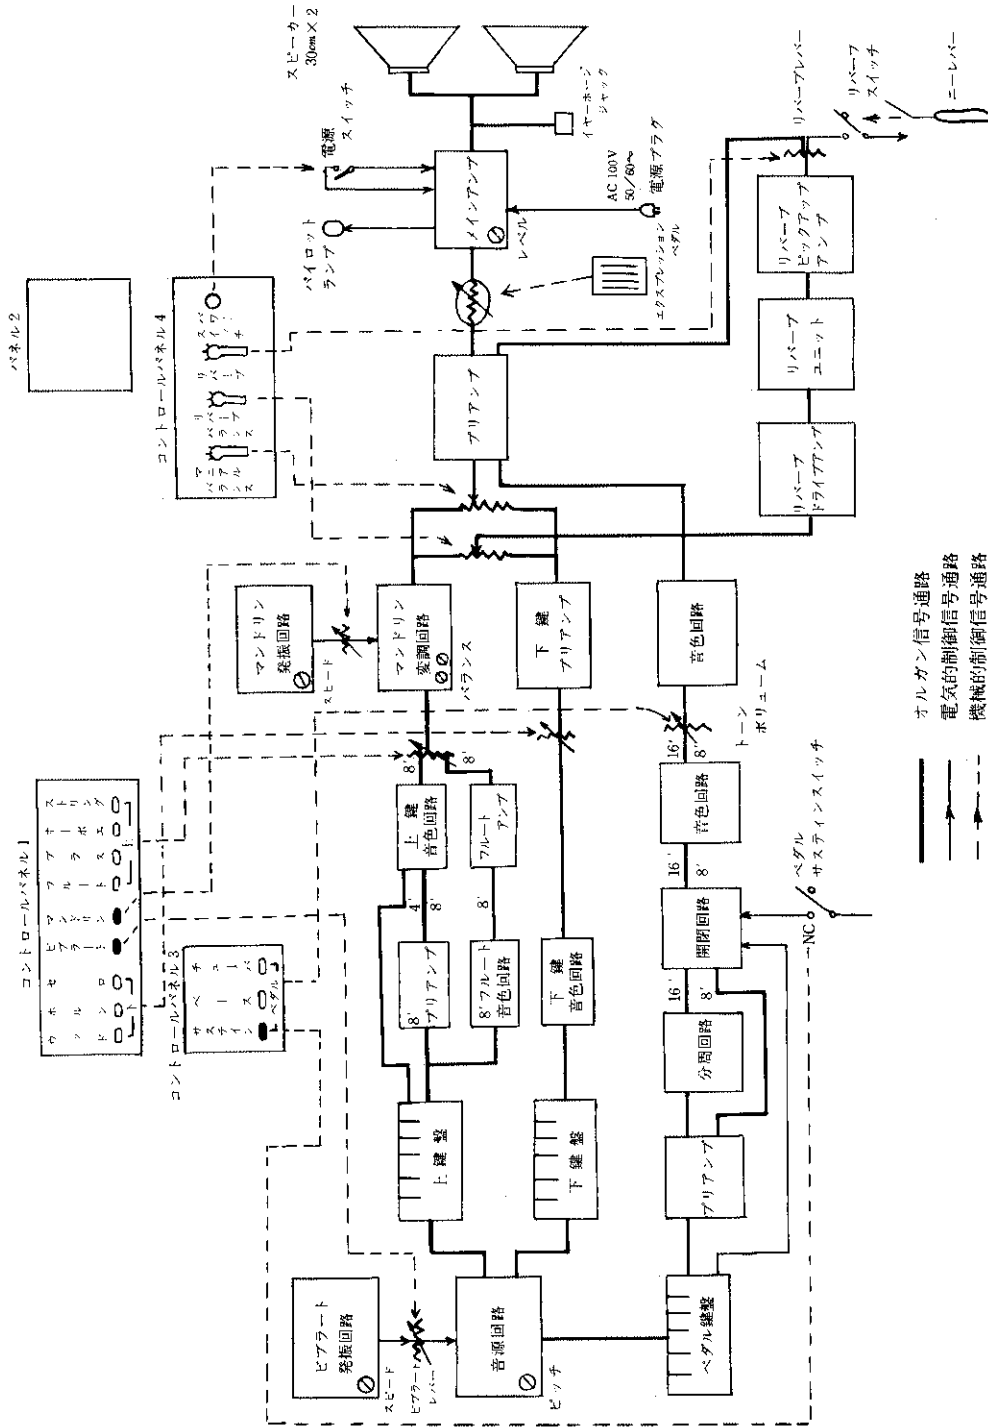 パネル2
コントロールパネル4
マニアル
バランス
リバーブ
バランス
リバーブ
パワー
スイッチ
コントロールパネル1
ウッド
ホルン
セロ
ビブラート
マンドリン
フルート
ブラス
オーボエ
ストリング
コントロールパネル3
サスティン
ベース
チューバ
ペダル
スピーカー
30cm×2
イヤーホーン
ジャック
電源
スイッチ
パイロット
ランプ
メインアンプ
レベル
AC 100V
50/60〜
電源プラグ
エクスプレッション
ペダル
プリアンプ
リバーブレバー
リバーブ
スイッチ
ニーレバー
リバーブ
ピックアップ
アンプ
リバーブ
ユニット
リバーブ
ドライブアンプ
マンドリン
発振回路
スピード
マンドリン
変調回路
バランス
下鍵
プリアンプ
音色回路
トーン
ボリューム
16'
8'
8'
8'
上鍵
音色回路
フルート
アンプ
4'
8'
8'
8'
プリアンプ
8'フルート
音色回路
下鍵
音色回路
音色回路
16'
8'
開閉回路
ペダル
サスティンスイッチ
NC
16'
8'
分周回路
プリアンプ
上鍵盤
下鍵盤
ペダル鍵盤
ビブラート
発振回路
スピード
ビブラート
レバー
音源回路
ピッチ
オルガン信号通路
電気的制御信号通路
機械的制御信号通路